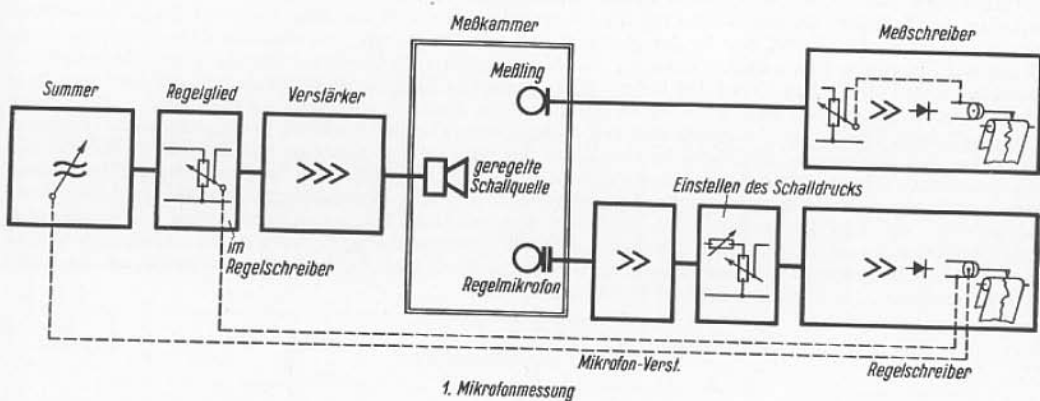 Meßkammer
Meßschreiber
Summer
Regelglied
Verstärker
Meßling
geregelte
Schallquelle
Einstellen des Schalldrucks
im
Regelschreiber
Regelmikrofon
Mikrofon-Verst.
Regelschreiber
1. Mikrofonmessung